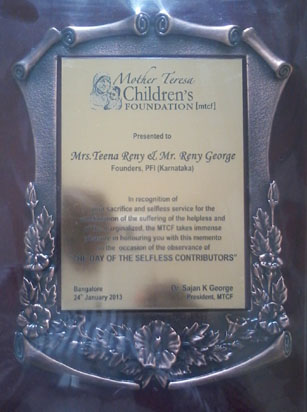 Mother Teresa
Children's
FOUNDATION [mtcf]
Presented to
Mrs.Teena Reny & Mr. Reny George
Founders, PFI (Karnataka)
In recognition of
sacrifice and selfless service for the
of the suffering of the helpless and
the MTCF takes immense
in honouring you with this memento
the occasion of the observance of
"THE DAY OF THE SELFLESS CONTRIBUTORS"
Bangalore
Dr. Sajan K George
24th January 2013
President, MTCF